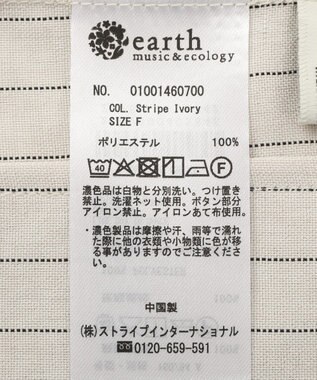 earth
music&ecology
NO. 01001460700
COL. Stripe Ivory
SIZE F
ポリエステル 100%
40
F
濃色品は白物と分別洗い。つけ置き
禁止。洗濯ネット使用。ボタン部分
アイロン禁止。アイロンあて布使用。
・濃色製品は摩擦や汗、雨等で濡れ
た際に他の衣類や小物類に色が移
る事がありますのでご注意くださ
い。
中国製
(株)ストライプインターナショナル
0120-659-591